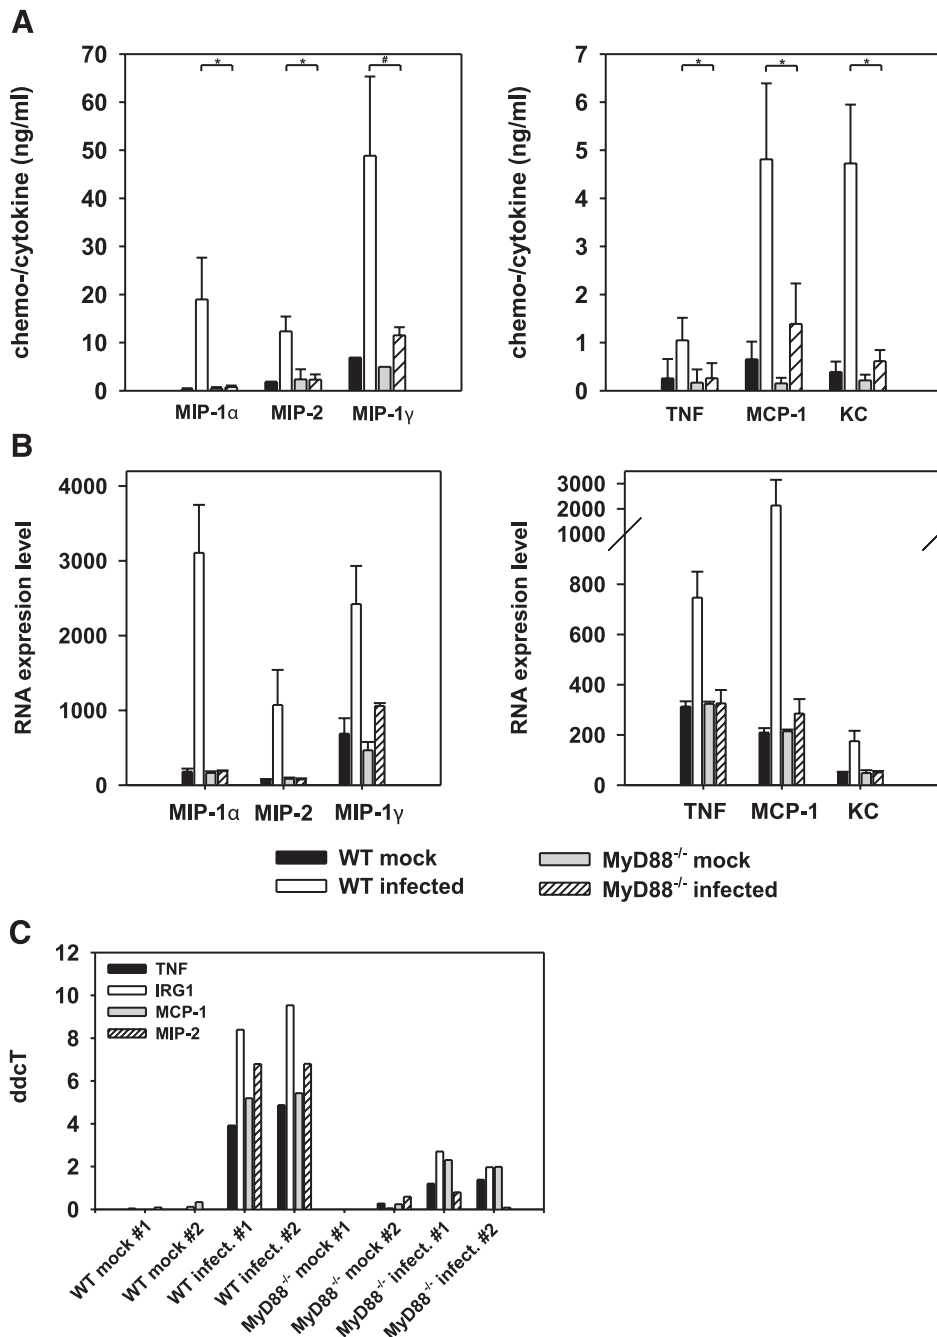 A
chemo-/cytokine (ng/ml)
70
60
50
40
30
20
10
0
* * #
MIP-1α MIP-2 MIP-1γ
chemo-/cytokine (ng/ml)
7
6
5
4
3
2
1
0
* * *
TNF MCP-1 KC
B
RNA expresion level
4000
3000
2000
1000
0
MIP-1α MIP-2 MIP-1γ
RNA expresion level
3000
2000
1000
800
600
400
200
0
TNF MCP-1 KC
WT mock
WT infected
MyD88-/- mock
MyD88-/- infected
C
ddcT
12
10
8
6
4
2
0
TNF
IRG1
MCP-1
MIP-2
WT mock #1
WT mock #2
WT infect. #1
WT infect. #2
MyD88-/- mock #1
MyD88-/- mock #2
MyD88-/- infect. #1
MyD88-/- infect. #2